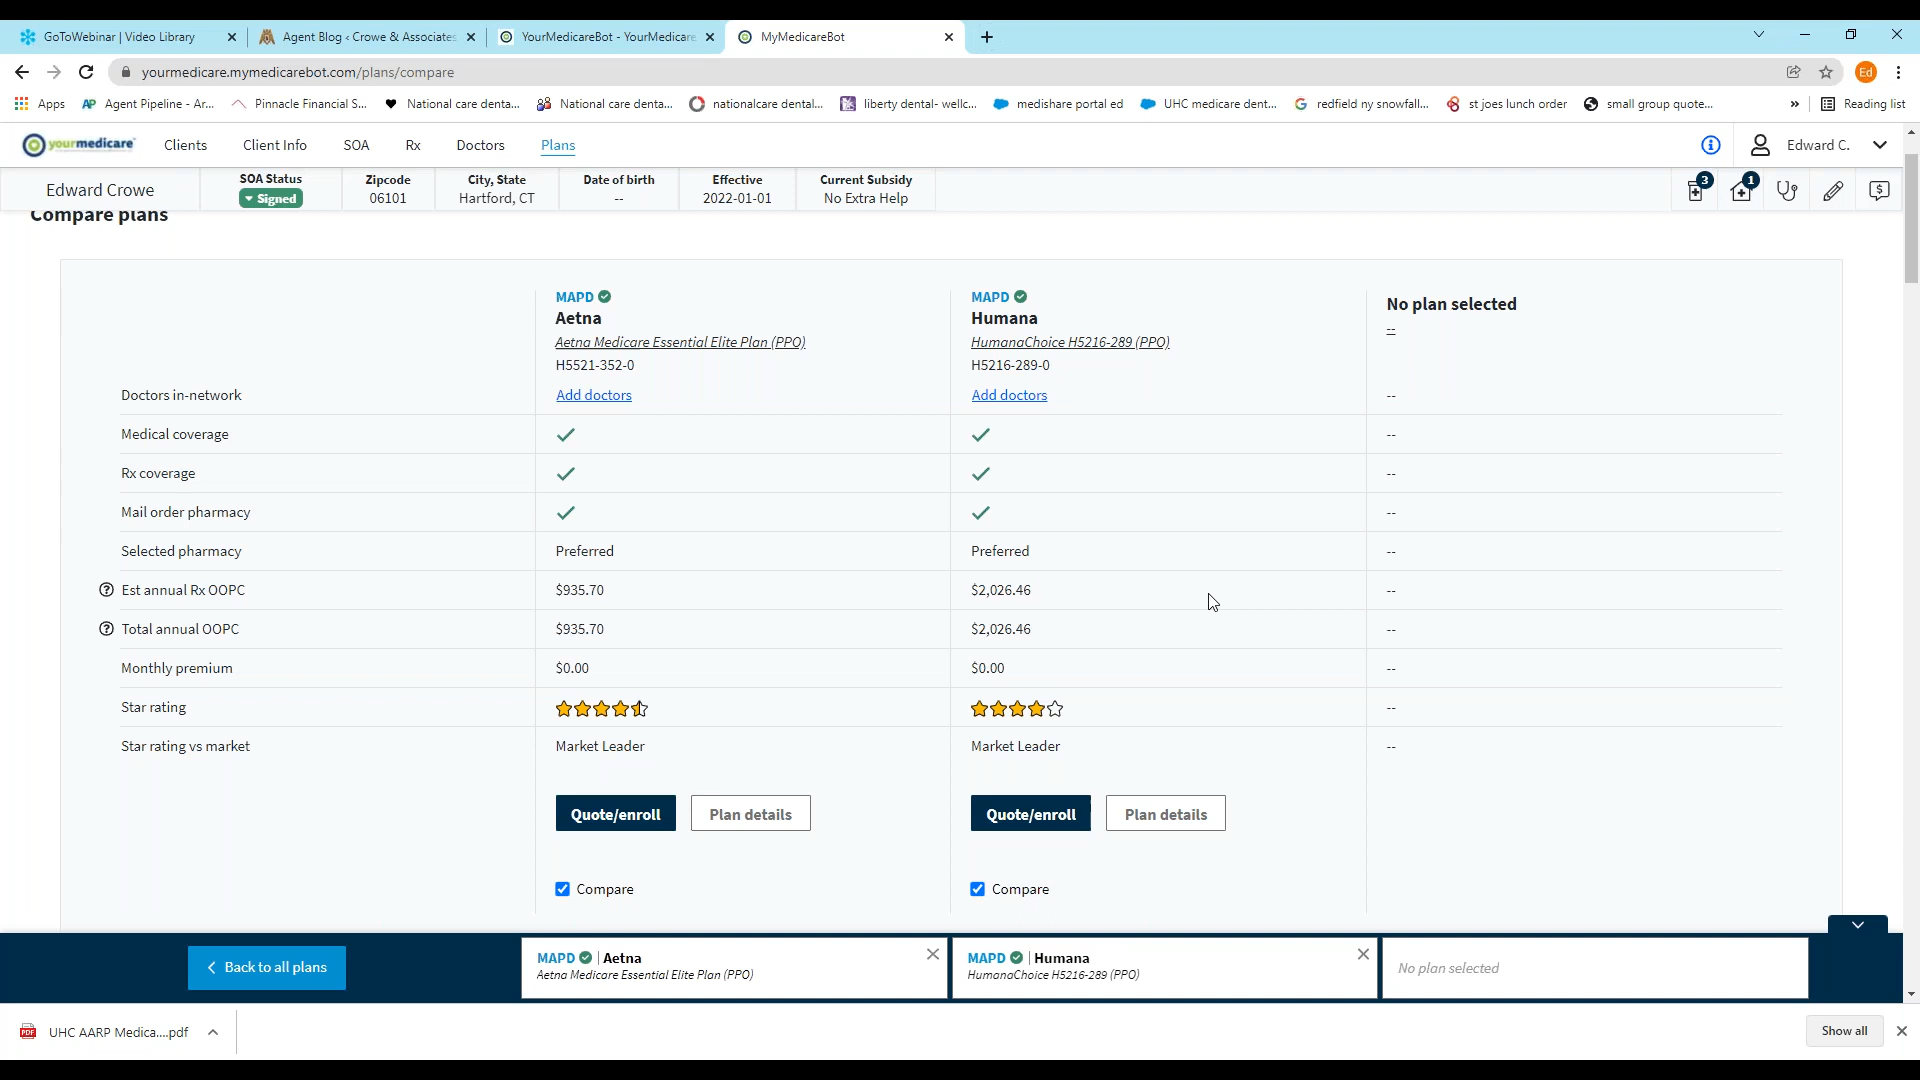 GoToWebinar | Video Library
Agent Blog ‹ Crowe & Associates
YourMedicareBot - YourMedicare
MyMedicareBot
yourmedicare.mymedicarebot.com/plans/compare
Ed
Apps
AP Agent Pipeline - Ar...
Pinnacle Financial S...
National care denta...
National care denta...
nationalcare dental...
liberty dental- wellc...
medishare portal ed
UHC medicare dent...
redfield ny snowfall...
st joes lunch order
small group quote...
»
Reading list
yourmedicare
Clients
Client Info
SOA
Rx
Doctors
Plans
Edward C.
Edward Crowe
SOA Status
Signed
Zipcode
06101
City, State
Hartford, CT
Date of birth
--
Effective
2022-01-01
Current Subsidy
No Extra Help
3
1
Compare plans
MAPD
Aetna
Aetna Medicare Essential Elite Plan (PPO)
H5521-352-0
MAPD
Humana
HumanaChoice H5216-289 (PPO)
H5216-289-0
No plan selected
--
Doctors in-network Add doctors Add doctors --
Medical coverage --
Rx coverage --
Mail order pharmacy --
Selected pharmacy Preferred Preferred --
Est annual Rx OOPC $935.70 $2,026.46 --
Total annual OOPC $935.70 $2,026.46 --
Monthly premium $0.00 $0.00 --
Star rating --
Star rating vs market Market Leader Market Leader --
Quote/enroll Plan details Quote/enroll Plan details
Compare Compare
Back to all plans
MAPD | Aetna
Aetna Medicare Essential Elite Plan (PPO)
MAPD | Humana
HumanaChoice H5216-289 (PPO)
No plan selected
PDF
UHC AARP Medica....pdf
Show all